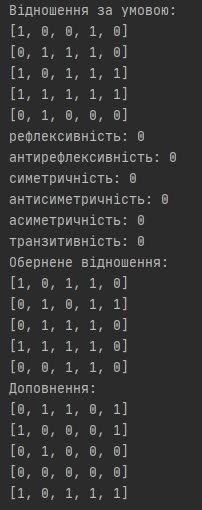 Відношення за умовою:
[1, 0, 0, 1, 0]
[0, 1, 1, 1, 0]
[1, 0, 1, 1, 1]
[1, 1, 1, 1, 1]
[0, 1, 0, 0, 0]
рефлексивність: 0
антирефлексивність: 0
симетричність: 0
антисиметричність: 0
асиметричність: 0
транзитивність: 0
Обернене відношення:
[1, 0, 1, 1, 0]
[0, 1, 0, 1, 1]
[0, 1, 1, 1, 0]
[1, 1, 1, 1, 0]
[0, 0, 1, 1, 0]
Доповнення:
[0, 1, 1, 0, 1]
[1, 0, 0, 0, 1]
[0, 1, 0, 0, 0]
[0, 0, 0, 0, 0]
[1, 0, 1, 1, 1]